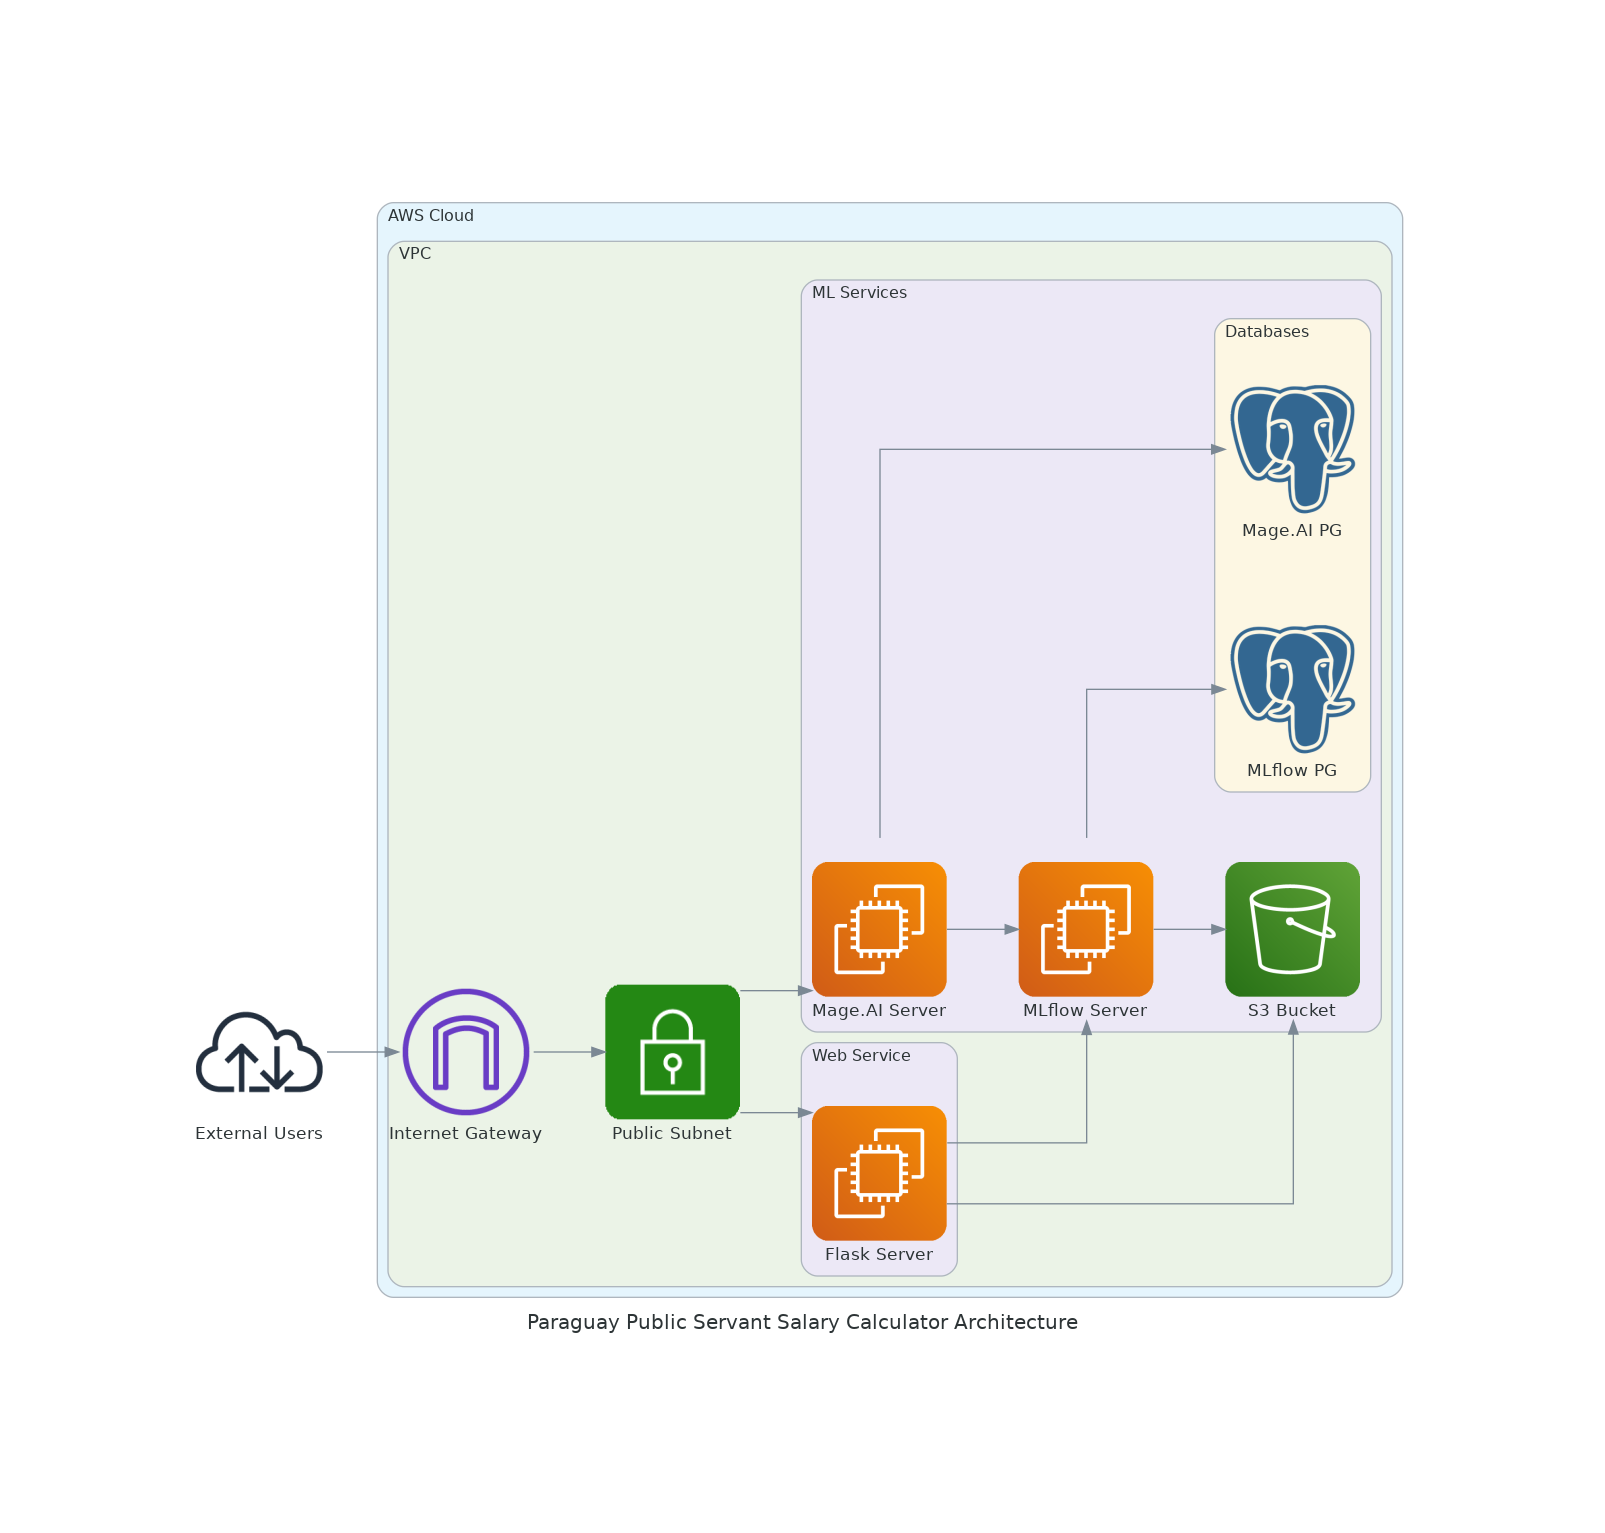 AWS Cloud
VPC
ML Services
Databases
Mage.AI PG
MLflow PG
Mage.AI Server
MLflow Server
S3 Bucket
Web Service
External Users
Internet Gateway
Public Subnet
Flask Server
Paraguay Public Servant Salary Calculator Architecture